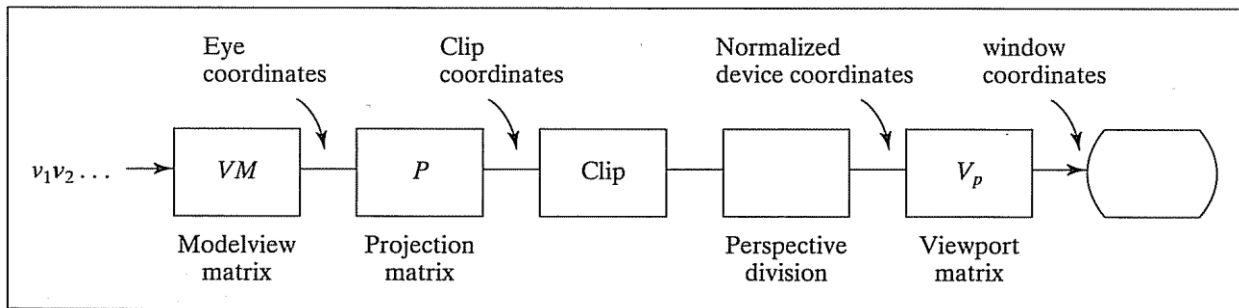 Eye
coordinates
Clip
coordinates
Normalized
device coordinates
window
coordinates
v₁v₂ . . .
VM
P
Clip
Vₚ
Modelview
matrix
Projection
matrix
Perspective
division
Viewport
matrix